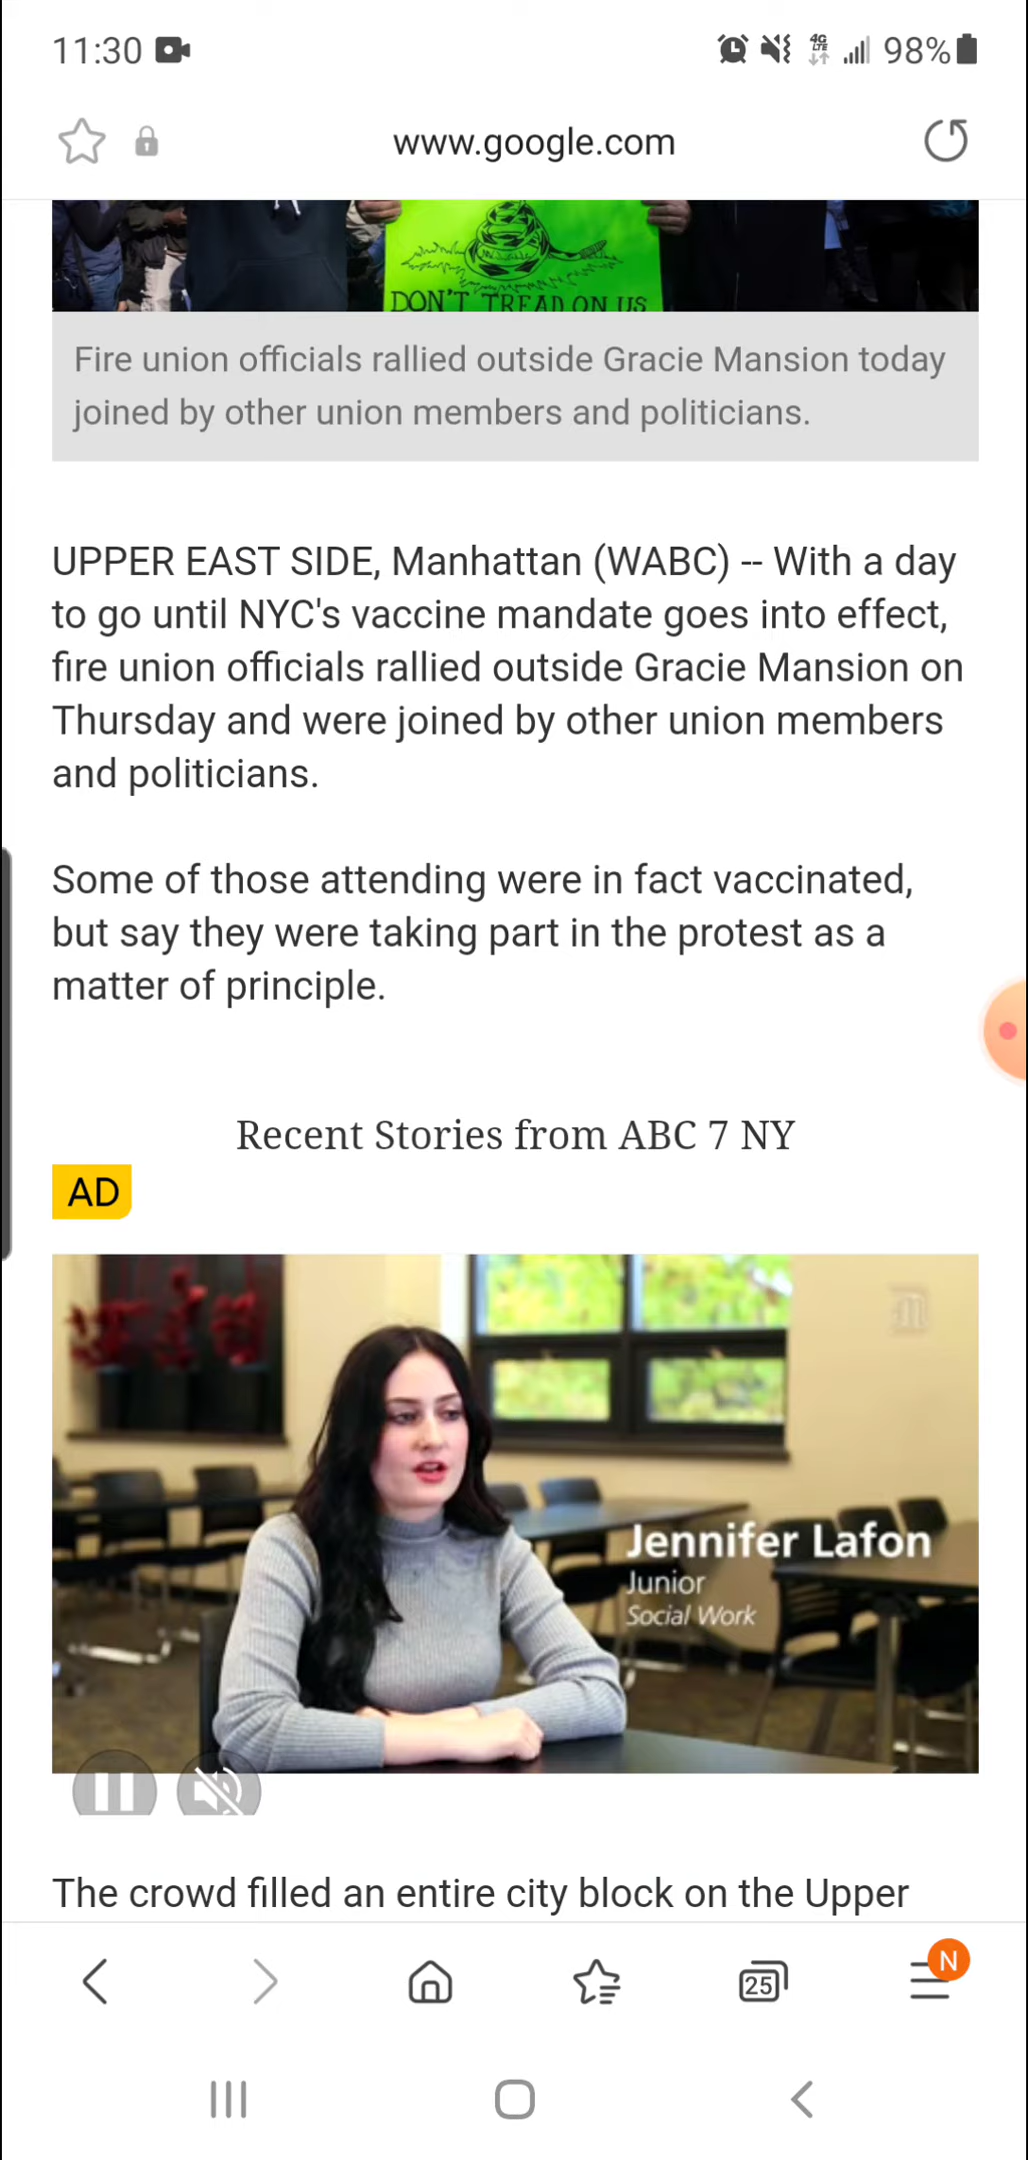 11:30
4G
LTE
98%
www.google.com
DON'T TREAD ON US
Fire union officials rallied outside Gracie Mansion today
joined by other union members and politicians.
UPPER EAST SIDE, Manhattan (WABC) -- With a day
to go until NYC's vaccine mandate goes into effect,
fire union officials rallied outside Gracie Mansion on
Thursday and were joined by other union members
and politicians.
Some of those attending were in fact vaccinated,
but say they were taking part in the protest as a
matter of principle.
Recent Stories from ABC 7 NY
AD
Jennifer Lafon
Junior
Social Work
The crowd filled an entire city block on the Upper
25
N